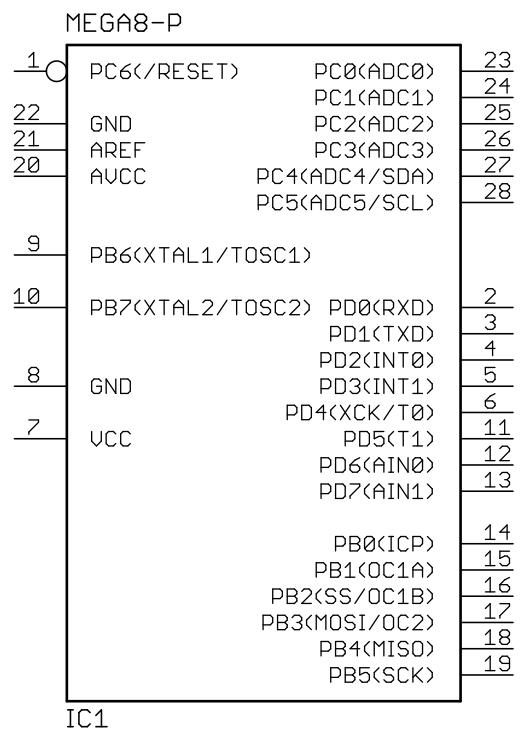 MEGA8-P
1 PC6(/RESET) PC0(ADC0) 23
PC1(ADC1) 24
22 GND PC2(ADC2) 25
21 AREF PC3(ADC3) 26
20 AVCC PC4(ADC4/SDA) 27
PC5(ADC5/SCL) 28
9 PB6(XTAL1/TOSC1)
10 PB7(XTAL2/TOSC2) PD0(RXD) 2
PD1(TXD) 3
PD2(INT0) 4
8 GND PD3(INT1) 5
PD4(XCK/T0) 6
7 VCC PD5(T1) 11
PD6(AIN0) 12
PD7(AIN1) 13
PB0(ICP) 14
PB1(OC1A) 15
PB2(SS/OC1B) 16
PB3(MOSI/OC2) 17
PB4(MISO) 18
PB5(SCK) 19
IC1